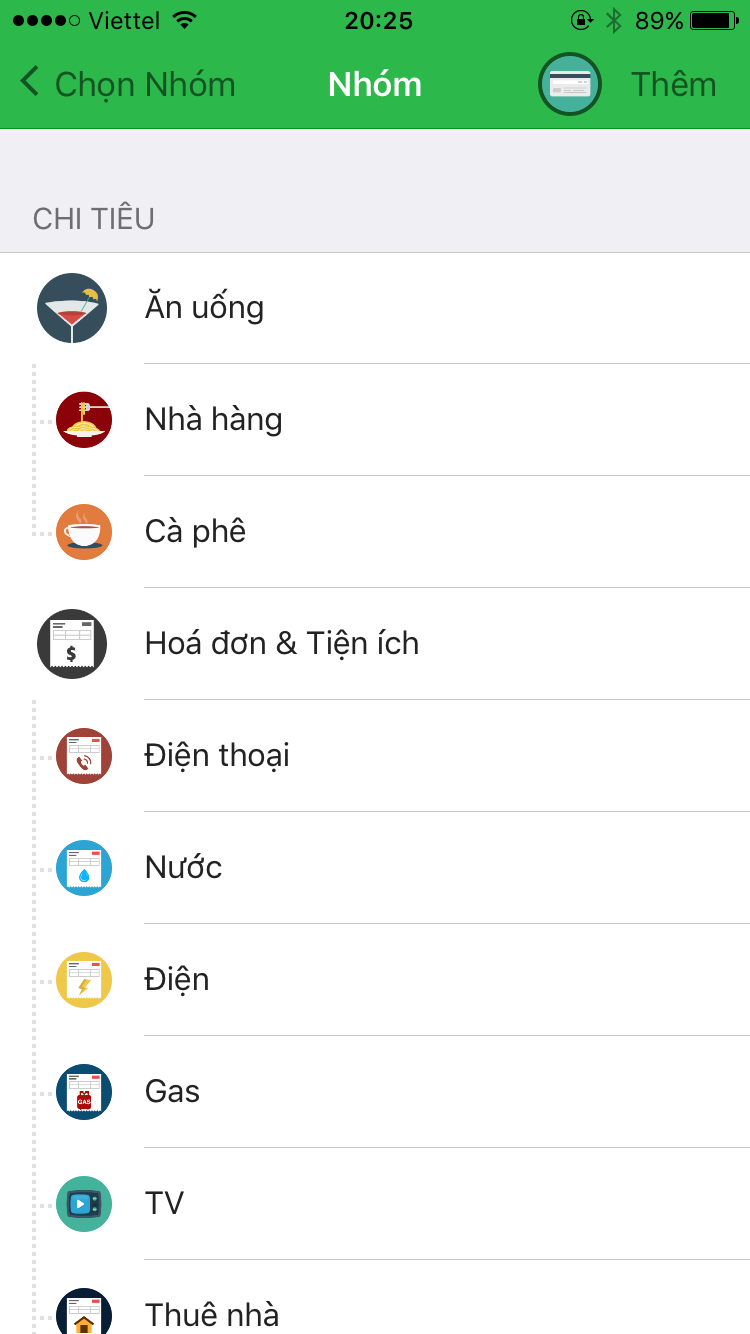 Viettel 20:25 89%
Chọn Nhóm Nhóm Thêm
CHI TIÊU
Ăn uống
Nhà hàng
Cà phê
Hoá đơn & Tiện ích
$
Điện thoại
Nước
Điện
Gas
GAS
TV
Thuê nhà